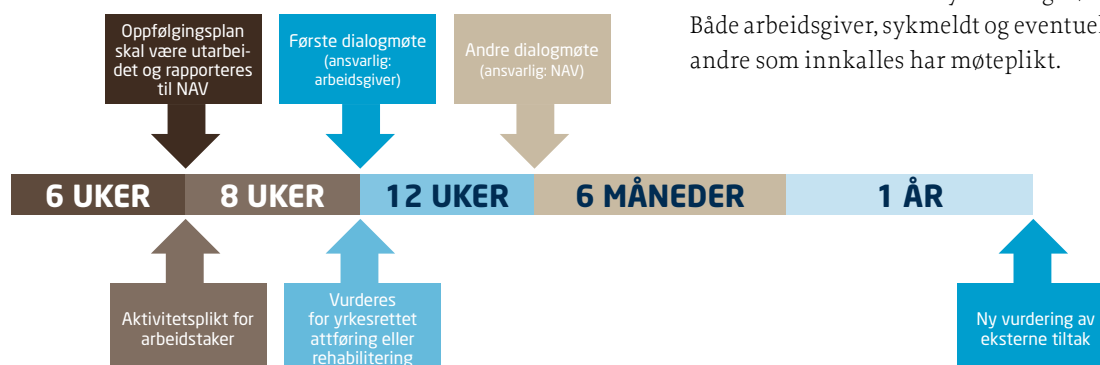 Både arbeidsgiver, sykmeldt og eventuel
andre som innkalles har møteplikt.
Oppfølgingsplan
skal være utarbei-
det og rapporteres
til NAV
Første dialogmøte
(ansvarlig:
arbeidsgiver)
Andre dialogmøte
(ansvarlig: NAV)
6 UKER
8 UKER
12 UKER
6 MÅNEDER
1 ÅR
Aktivitetsplikt for
arbeidstaker
Vurderes
for yrkesrettet
attføring eller
rehabilitering
Ny vurdering av
eksterne tiltak